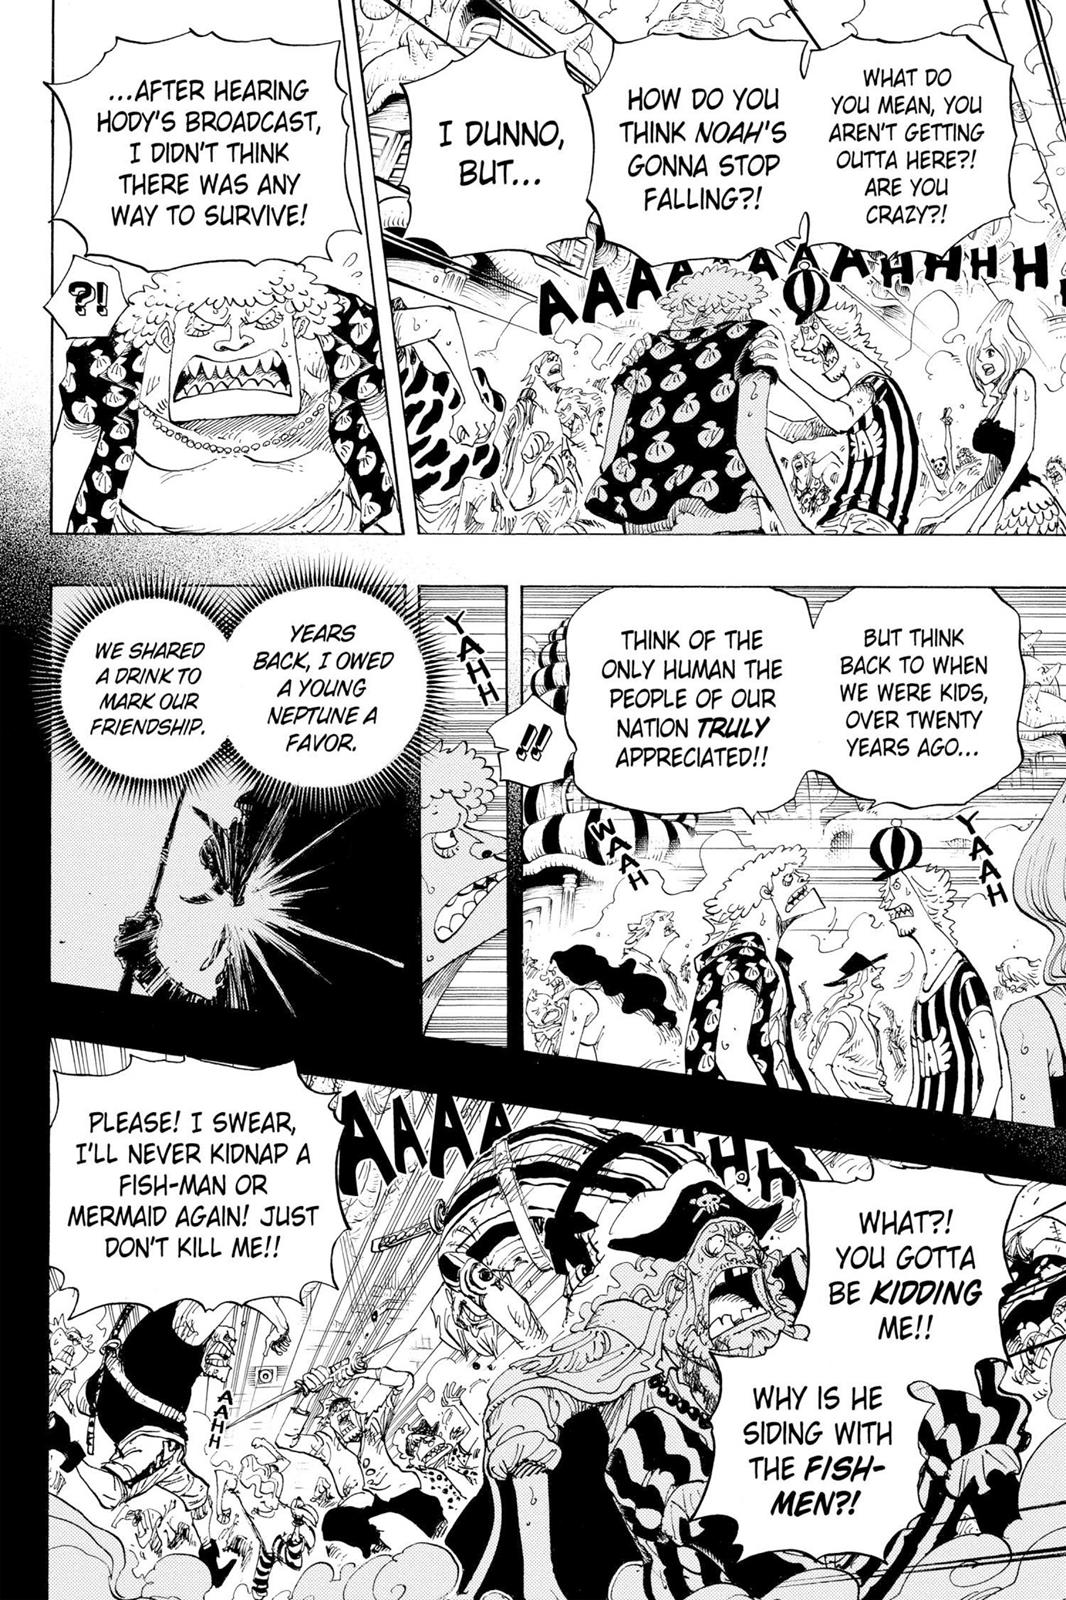 WHAT DO
YOU MEAN, YOU
AREN'T GETTING
OUTTA HERE?!
ARE YOU
CRAZY?!
HOW DO YOU
THINK NOAH'S
GONNA STOP
FALLING?!
I DUNNO,
BUT...
AAAAAAAAHHHHH
...AFTER HEARING
HODY'S BROADCAST,
I DIDN'T THINK
THERE WAS ANY
WAY TO SURVIVE!
?!
BUT THINK
BACK TO WHEN
WE WERE KIDS,
OVER TWENTY
YEARS AGO...
THINK OF THE
ONLY HUMAN THE
PEOPLE OF OUR
NATION TRULY
APPRECIATED!!
!!
YAAH
WAAH
YAHH
YEARS
BACK, I OWED
A YOUNG
NEPTUNE A
FAVOR.
WE SHARED
A DRINK TO
MARK OUR
FRIENDSHIP.
WHAT?!
YOU GOTTA
BE KIDDING
ME!!
WHY IS HE
SIDING WITH
THE FISH-
MEN?!
AAAA HHH
PLEASE! I SWEAR,
I'LL NEVER KIDNAP A
FISH-MAN OR
MERMAID AGAIN! JUST
DON'T KILL ME!!
AAHH